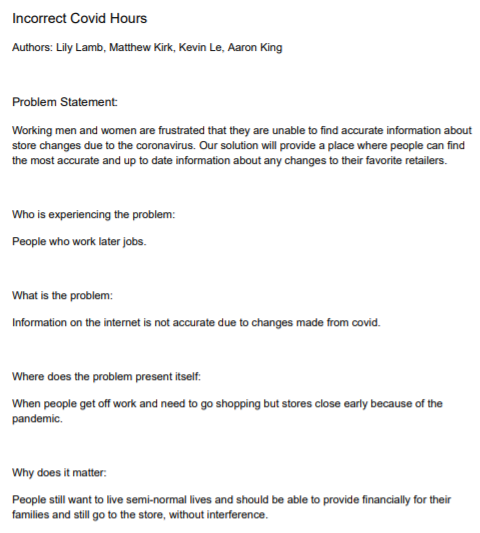 Incorrect Covid Hours
Authors: Lily Lamb, Matthew Kirk, Kevin Le, Aaron King
Problem Statement:
Working men and women are frustrated that they are unable to find accurate information about
store changes due to the coronavirus. Our solution will provide a place where people can find
the most accurate and up to date information about any changes to their favorite retailers.
Who is experiencing the problem:
People who work later jobs.
What is the problem:
Information on the internet is not accurate due to changes made from covid.
Where does the problem present itself:
When people get off work and need to go shopping but stores close early because of the
pandemic.
Why does it matter:
People still want to live semi-normal lives and should be able to provide financially for their
families and still go to the store, without interference.